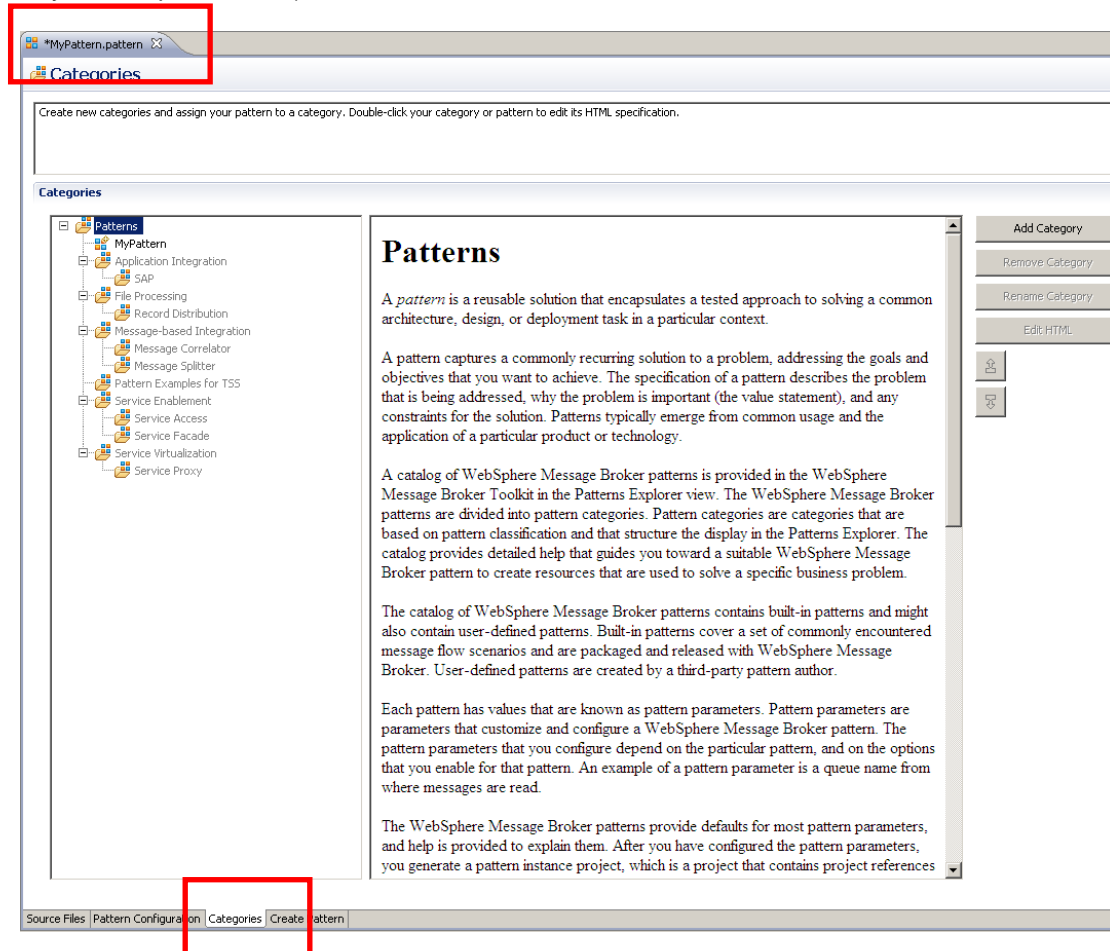 *MyPattern.pattern
Categories
Create new categories and assign your pattern to a category. Double-click your category or pattern to edit its HTML specification.
Categories
Patterns
MyPattern
Application Integration
SAP
File Processing
Record Distribution
Message-based Integration
Message Correlator
Message Splitter
Pattern Examples for TSS
Service Enablement
Service Access
Service Facade
Service Virtualization
Service Proxy
Patterns
A pattern is a reusable solution that encapsulates a tested approach to solving a common
architecture, design, or deployment task in a particular context.
A pattern captures a commonly recurring solution to a problem, addressing the goals and
objectives that you want to achieve. The specification of a pattern describes the problem
that is being addressed, why the problem is important (the value statement), and any
constraints for the solution. Patterns typically emerge from common usage and the
application of a particular product or technology.
A catalog of WebSphere Message Broker patterns is provided in the WebSphere
Message Broker Toolkit in the Patterns Explorer view. The WebSphere Message Broker
patterns are divided into pattern categories. Pattern categories are categories that are
based on pattern classification and that structure the display in the Patterns Explorer. The
catalog provides detailed help that guides you toward a suitable WebSphere Message
Broker pattern to create resources that are used to solve a specific business problem.
The catalog of WebSphere Message Broker patterns contains built-in patterns and might
also contain user-defined patterns. Built-in patterns cover a set of commonly encountered
message flow scenarios and are packaged and released with WebSphere Message
Broker. User-defined patterns are created by a third-party pattern author.
Each pattern has values that are known as pattern parameters. Pattern parameters are
parameters that customize and configure a WebSphere Message Broker pattern. The
pattern parameters that you configure depend on the particular pattern, and on the options
that you enable for that pattern. An example of a pattern parameter is a queue name from
where messages are read.
The WebSphere Message Broker patterns provide defaults for most pattern parameters,
and help is provided to explain them. After you have configured the pattern parameters,
you generate a pattern instance project, which is a project that contains project references
Add Category
Remove Category
Rename Category
Edit HTML
Source Files Pattern Configuration Categories Create Pattern